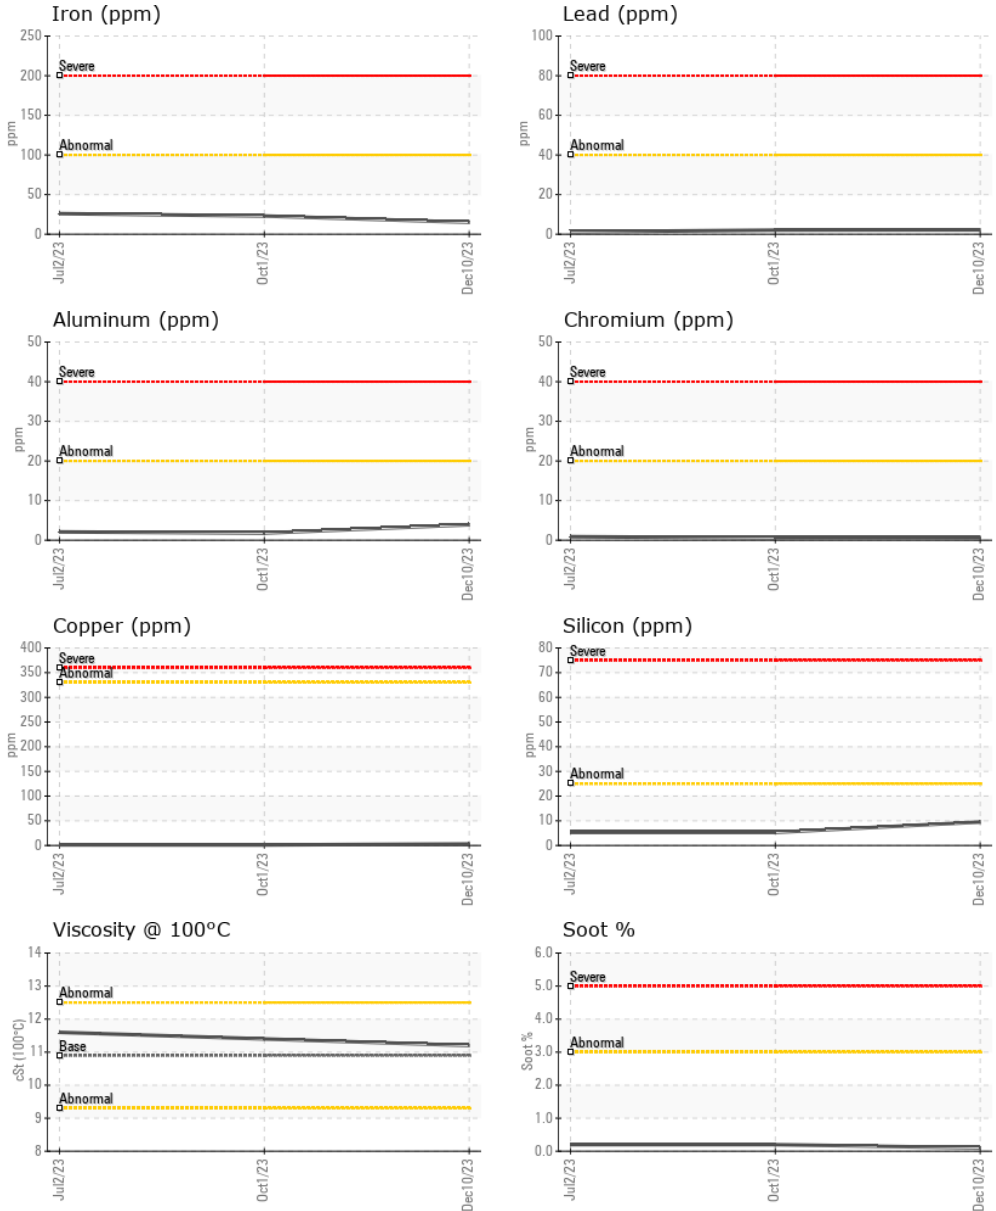 Iron (ppm)
250
200
150
100
50
0
ppm
Severe
Abnormal
Jul2/23
Oct1/23
Dec10/23
Lead (ppm)
100
80
60
40
20
0
ppm
Severe
Abnormal
Jul2/23
Oct1/23
Dec10/23
Aluminum (ppm)
50
40
30
20
10
0
ppm
Severe
Abnormal
Jul2/23
Oct1/23
Dec10/23
Chromium (ppm)
50
40
30
20
10
0
ppm
Severe
Abnormal
Jul2/23
Oct1/23
Dec10/23
Copper (ppm)
400
350
300
250
200
150
100
50
0
ppm
Severe
Abnormal
Jul2/23
Oct1/23
Dec10/23
Silicon (ppm)
80
70
60
50
40
30
20
10
0
ppm
Severe
Abnormal
Jul2/23
Oct1/23
Dec10/23
Viscosity @ 100°C
14
13
12
11
10
9
8
cSt (100°C)
Abnormal
Base
Abnormal
Jul2/23
Oct1/23
Dec10/23
Soot %
6.0
5.0
4.0
3.0
2.0
1.0
0.0
Soot %
Severe
Abnormal
Jul2/23
Oct1/23
Dec10/23